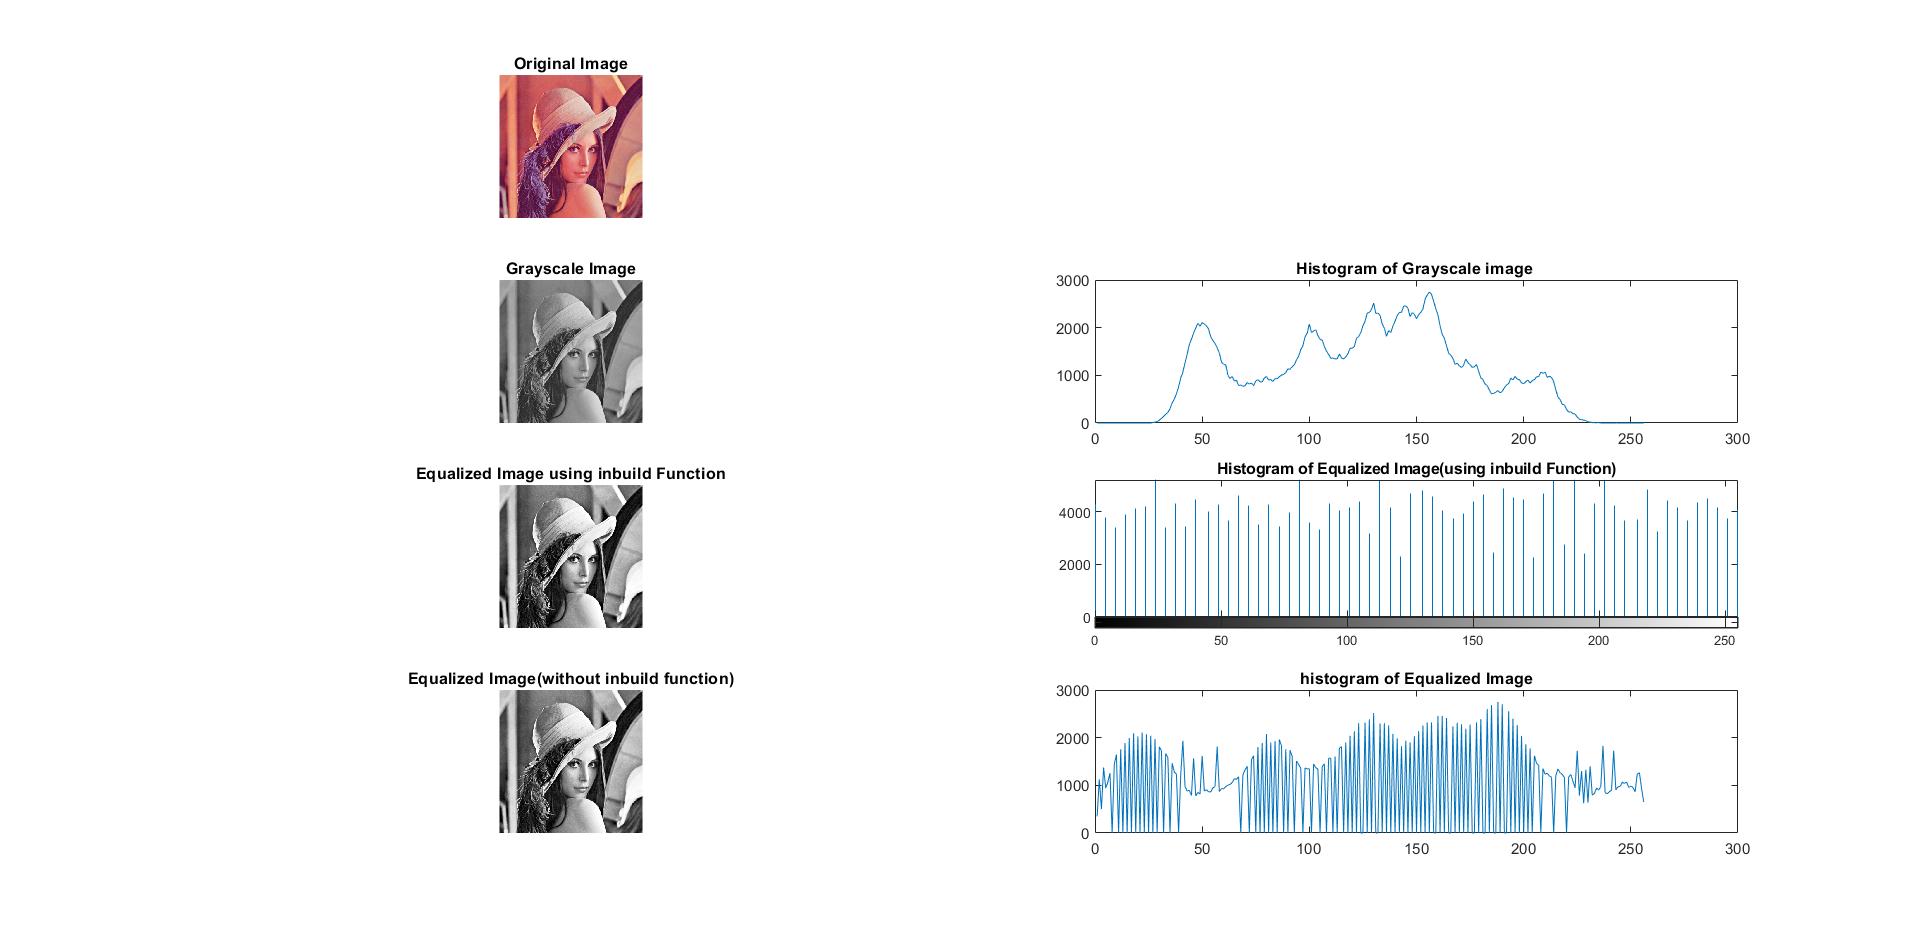 Original Image
Grayscale Image
Histogram of Grayscale image
3000
2000
1000
0
0 50 100 150 200 250 300
Equalized Image using inbuild Function
Histogram of Equalized Image(using inbuild Function)
4000
2000
0
0 50 100 150 200 250
Equalized Image(without inbuild function)
histogram of Equalized Image
3000
2000
1000
0
0 50 100 150 200 250 300